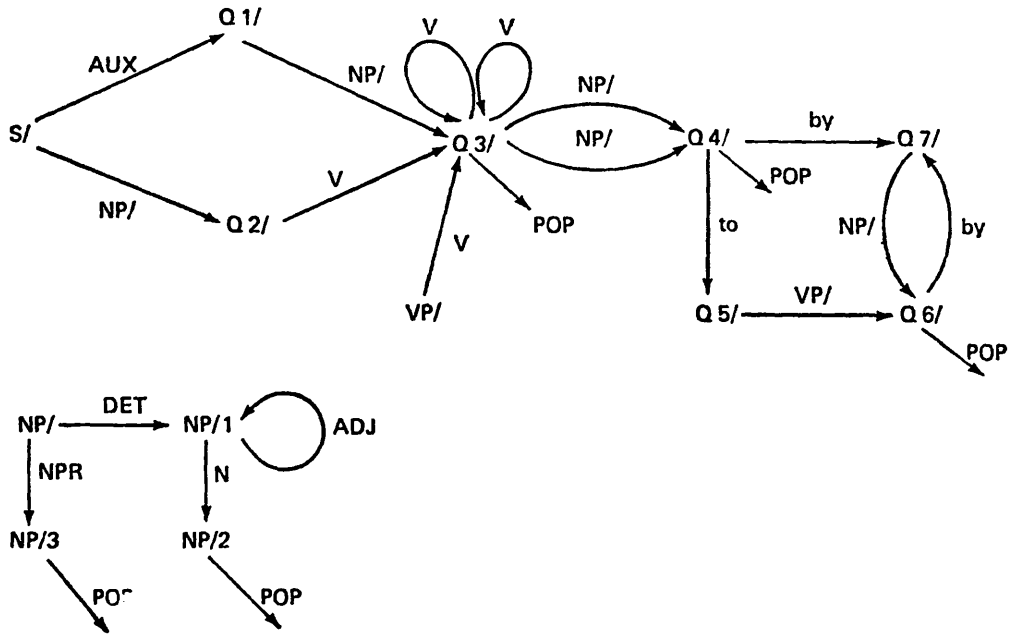 Q 1/
V V
AUX NP/ NP/
S/ Q 3/ NP/ Q 4/ by Q 7/
POP
NP/ Q 2/ V POP to NP/ by
V
VP/ Q 5/ VP/ Q 6/
POP
NP/ DET NP/1 ADJ
NPR N
NP/3 NP/2
POP